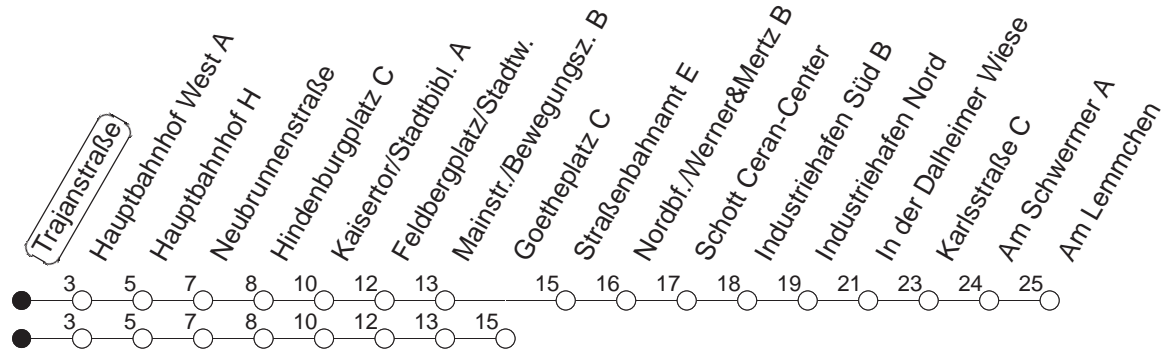 Trajanstraße
Hauptbahnhof West A
Hauptbahnhof H
Neubrunnenstraße
Hindenburgplatz C
Kaisertor/Stadtbibl. A
Feldbergplatz/Stadtw.
Mainstr./Bewegungsz. B
Goetheplatz C
Straßenbahnamt E
Nordbf./Werner&Mertz B
Schott Ceran-Center
Industriehafen Süd B
Industriehafen Nord
In der Dalheimer Wiese
Karlsstraße C
Am Schwermer A
Am Lemmchen
3 5 7 8 10 12 13 15 16 17 18 19 21 23 24 25
3 5 7 8 10 12 13 15